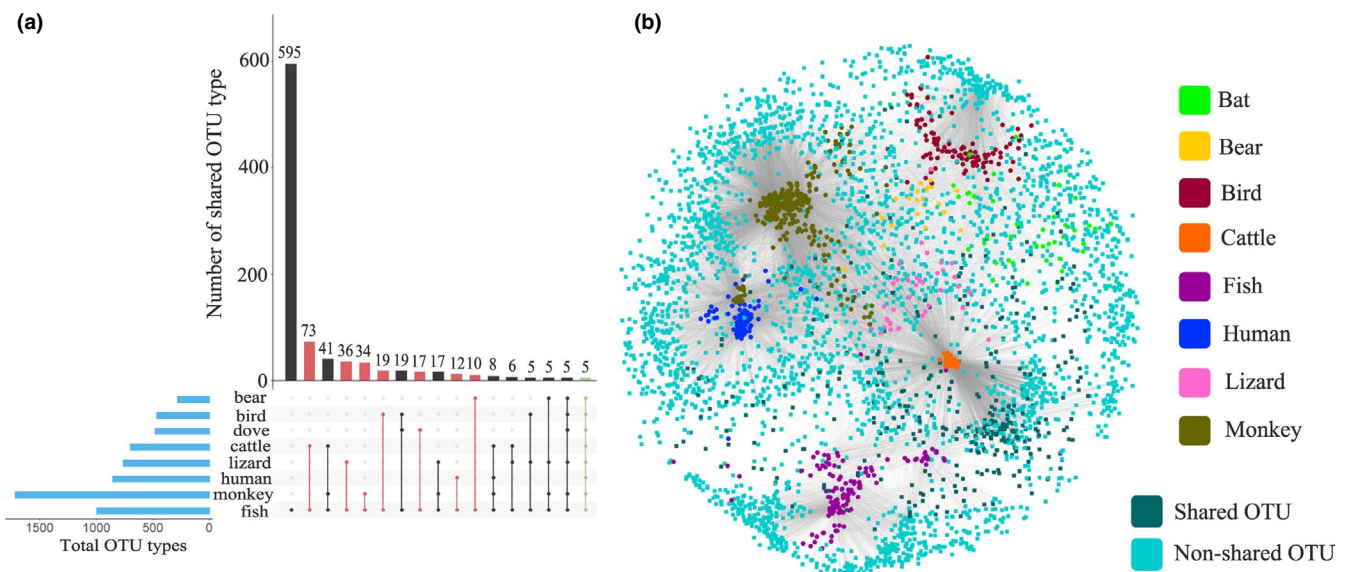 (a)
Number of shared OTU type
600
400
200
0
595
73
41
36
34
19
19
17
17
12
10
8
6
5
5
5
5
bear
bird
dove
cattle
lizard
human
monkey
fish
1500 1000 500 0
Total OTU types
(b)
Bat
Bear
Bird
Cattle
Fish
Human
Lizard
Monkey
Shared OTU
Non-shared OTU